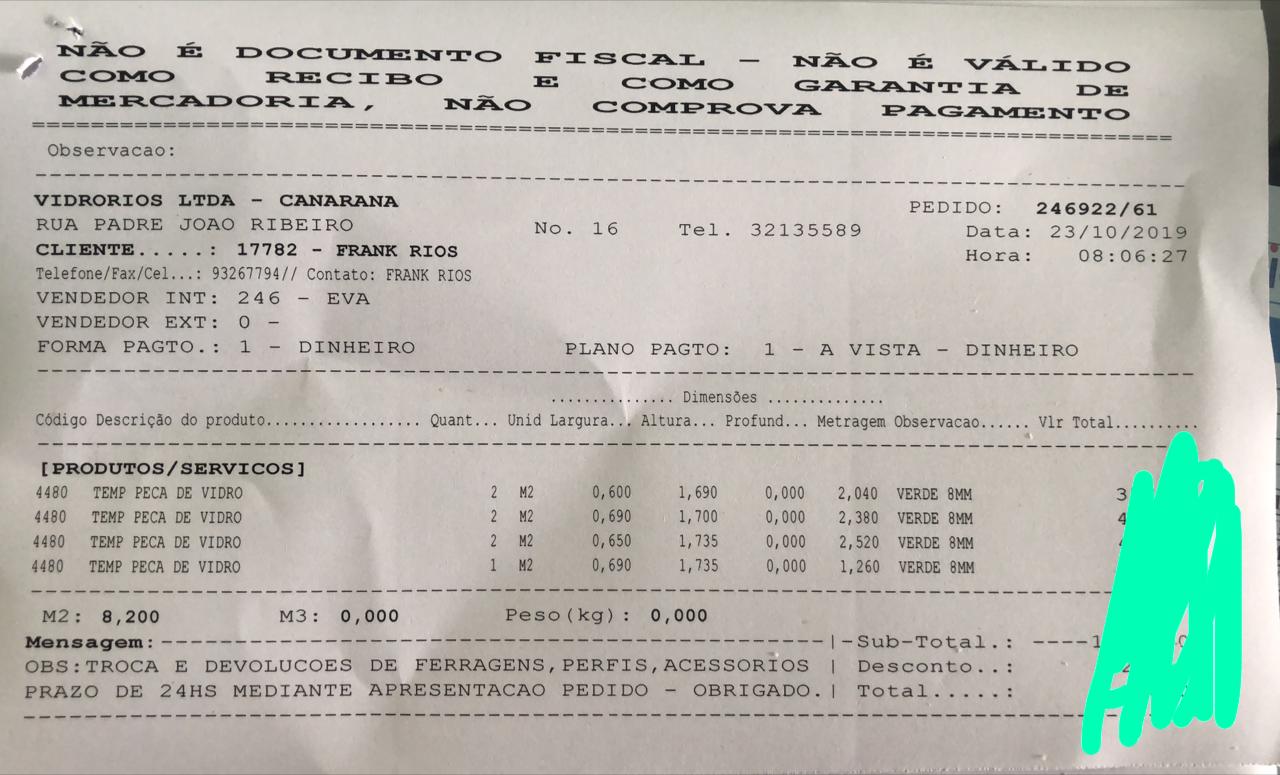 NÃO É DOCUMENTO FISCAL - NÃO É VÁLIDO
COMO RECIBO E COMO GARANTIA DE
MERCADORIA, NÃO COMPROVA PAGAMENTO
Observacao:
VIDRORIOS LTDA - CANARANA PEDIDO: 246922/61
RUA PADRE JOAO RIBEIRO No. 16 Tel. 32135589 Data: 23/10/2019
CLIENTE.....: 17782 - FRANK RIOS Hora: 08:06:27
Telefone/Fax/Cel...: 93267794// Contato: FRANK RIOS
VENDEDOR INT: 246 - EVA
VENDEDOR EXT: 0 -
FORMA PAGTO.: 1 - DINHEIRO PLANO PAGTO: 1 - A VISTA - DINHEIRO
............... Dimensões ..............
Código Descrição do produto.................. Quant... Unid Largura... Altura... Profund... Metragem Observacao...... Vlr Total..........
[PRODUTOS/SERVICOS]
4480 TEMP PECA DE VIDRO 2 M2 0,600 1,690 0,000 2,040 VERDE 8MM
4480 TEMP PECA DE VIDRO 2 M2 0,690 1,700 0,000 2,380 VERDE 8MM
4480 TEMP PECA DE VIDRO 2 M2 0,650 1,735 0,000 2,520 VERDE 8MM
4480 TEMP PECA DE VIDRO 1 M2 0,690 1,735 0,000 1,260 VERDE 8MM
M2: 8,200 M3: 0,000 Peso(kg): 0,000
Mensagem:-------------------------------------------------|-Sub-Total.: ----
OBS:TROCA E DEVOLUCOES DE FERRAGENS,PERFIS,ACESSORIOS | Desconto..:
PRAZO DE 24HS MEDIANTE APRESENTACAO PEDIDO - OBRIGADO.| Total.....: